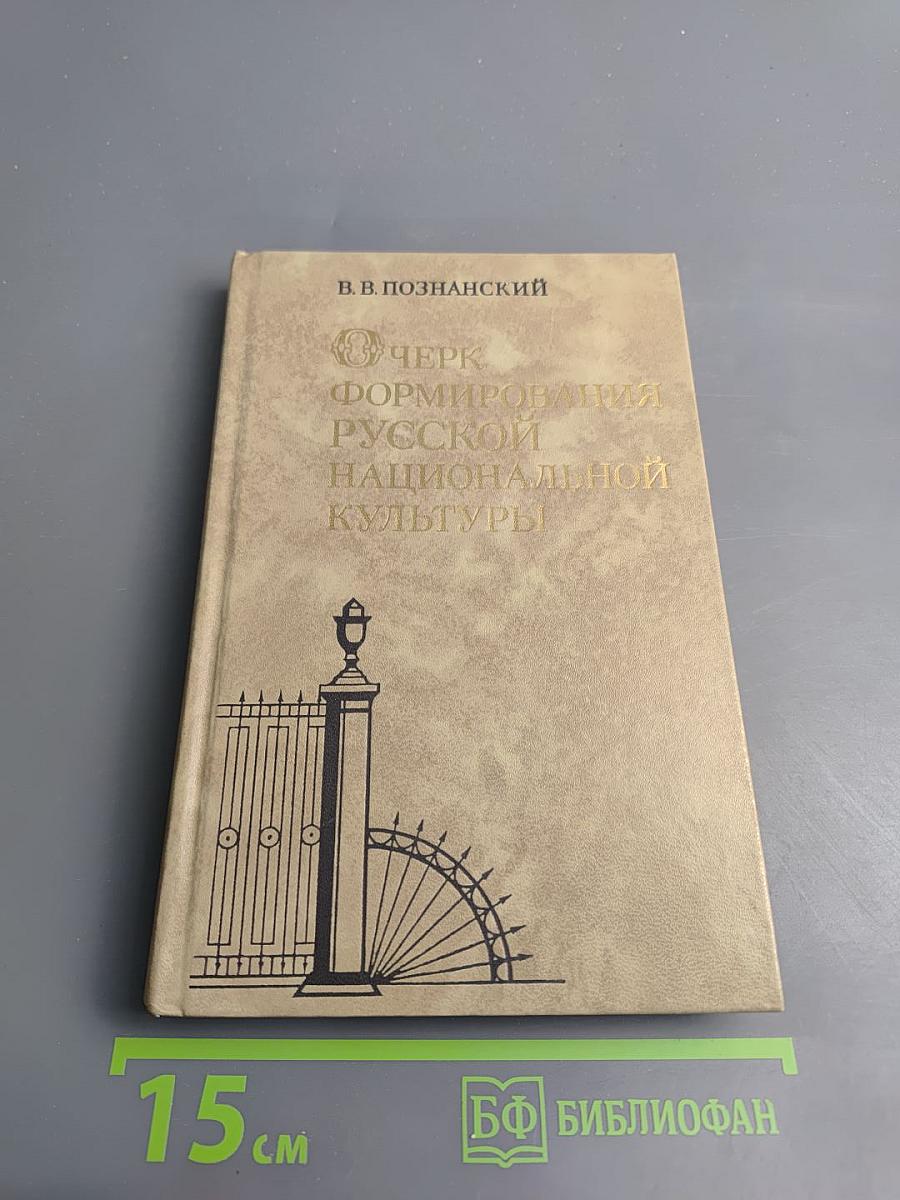 В. В. ПОЗНАНСКИЙ
ОЧЕРК
ФОРМИРОВАНИЯ
РУССКОЙ
НАЦИОНАЛЬНОЙ
КУЛЬТУРЫ
15 см
БФ БИБЛИОФАН